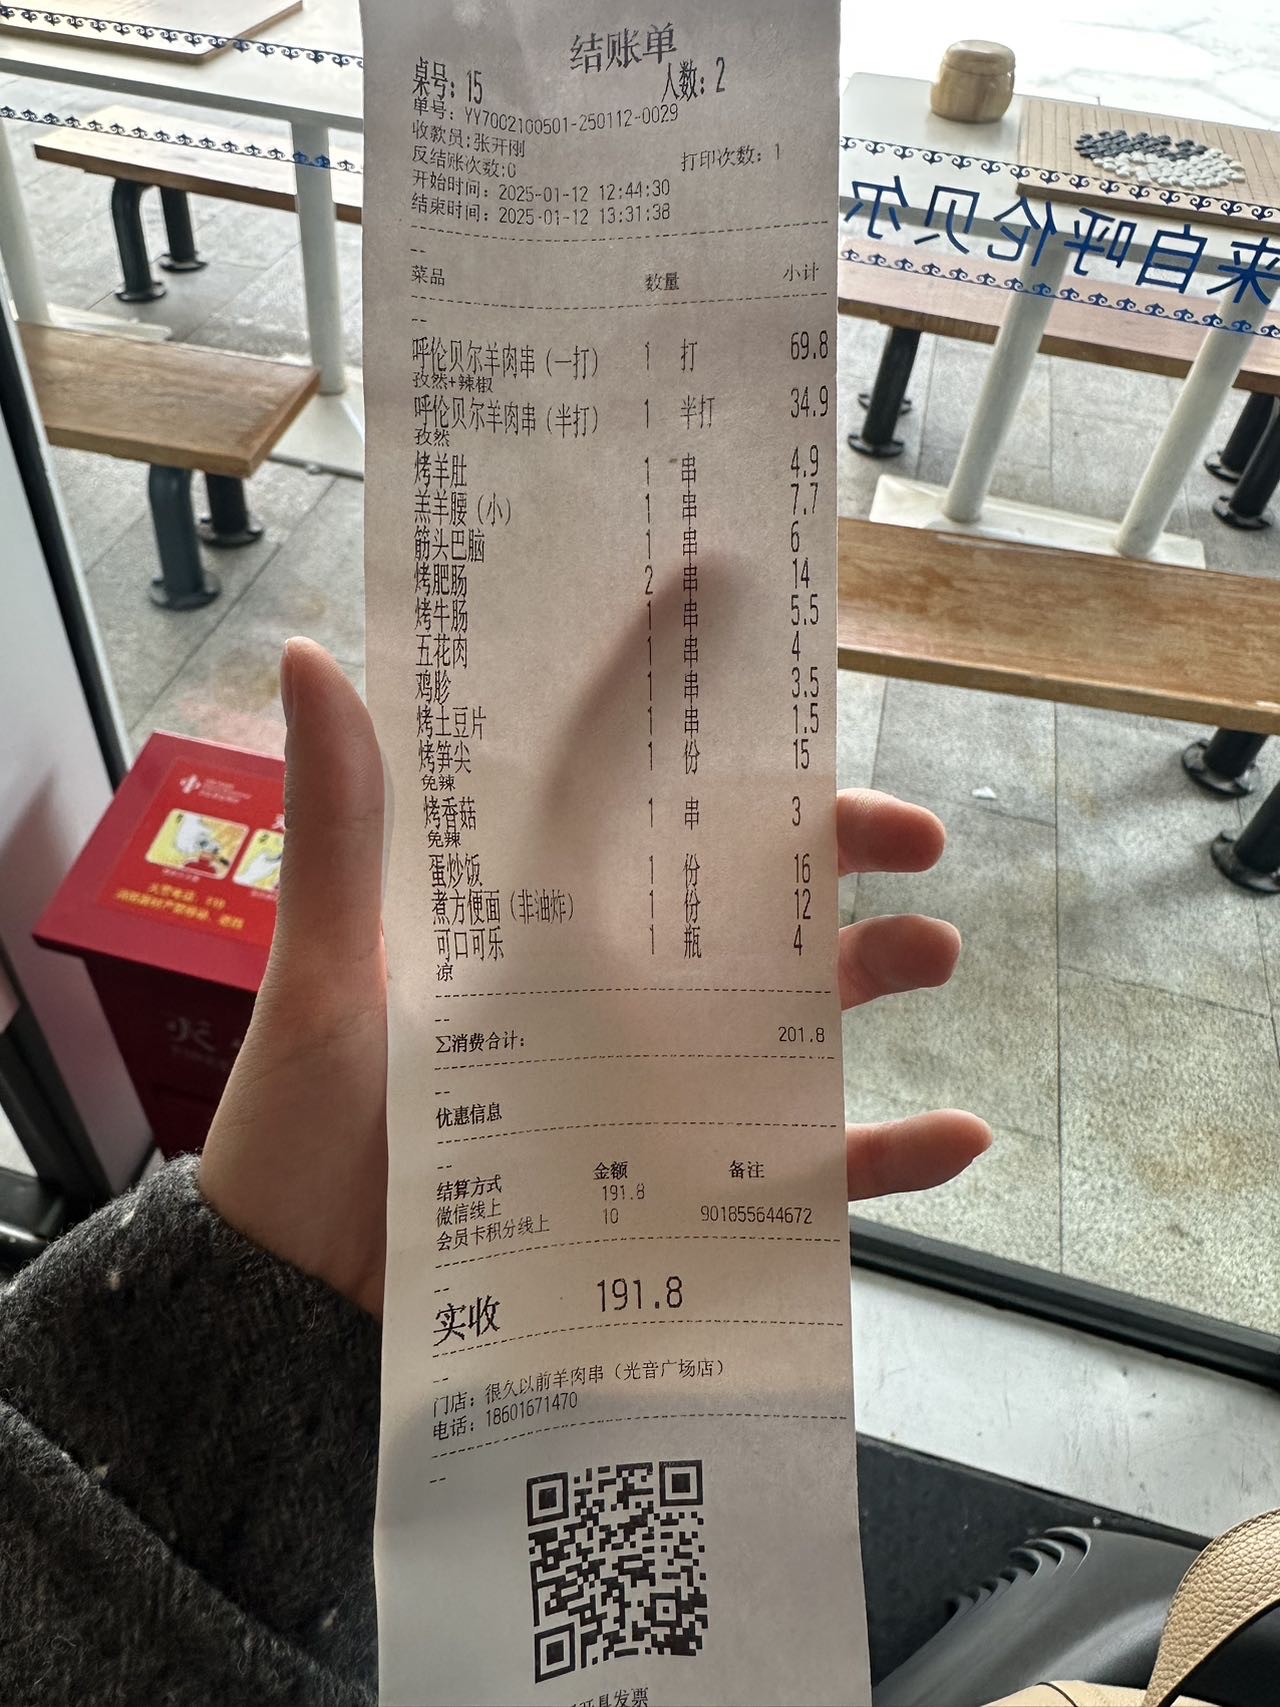 结账单
桌号：15 人数：2
单号：YY7002100501-250112-0029
收款员:张开刚
反结账次数:0 打印次数：1
开始时间：2025-01-12 12:44:30
结束时间：2025-01-12 13:31:38
--
菜品 数量 小计
--
呼伦贝尔羊肉串（一打） 1 打 69.8
孜然+辣椒
呼伦贝尔羊肉串（半打） 1 半打 34.9
孜然
烤羊肚 1 串 4.9
羔羊腰（小） 1 串 7.7
筋头巴脑 1 串 6
烤肥肠 2 串 14
烤牛肠 1 串 5.5
五花肉 1 串 4
鸡胗 1 串 3.5
烤土豆片 1 串 1.5
烤笋尖 1 份 15
免辣
烤香菇 1 串 3
免辣
蛋炒饭 1 份 16
煮方便面（非油炸） 1 份 12
可口可乐 1 瓶 4
凉
--
∑消费合计： 201.8
--
优惠信息
--
结算方式 金额 备注
微信线上 191.8
会员卡积分线上 10 901855644672
--
实收 191.8
--
门店：很久以前羊肉串（光音广场店）
电话：18601671470
--
具发票
来自呼伦贝尔